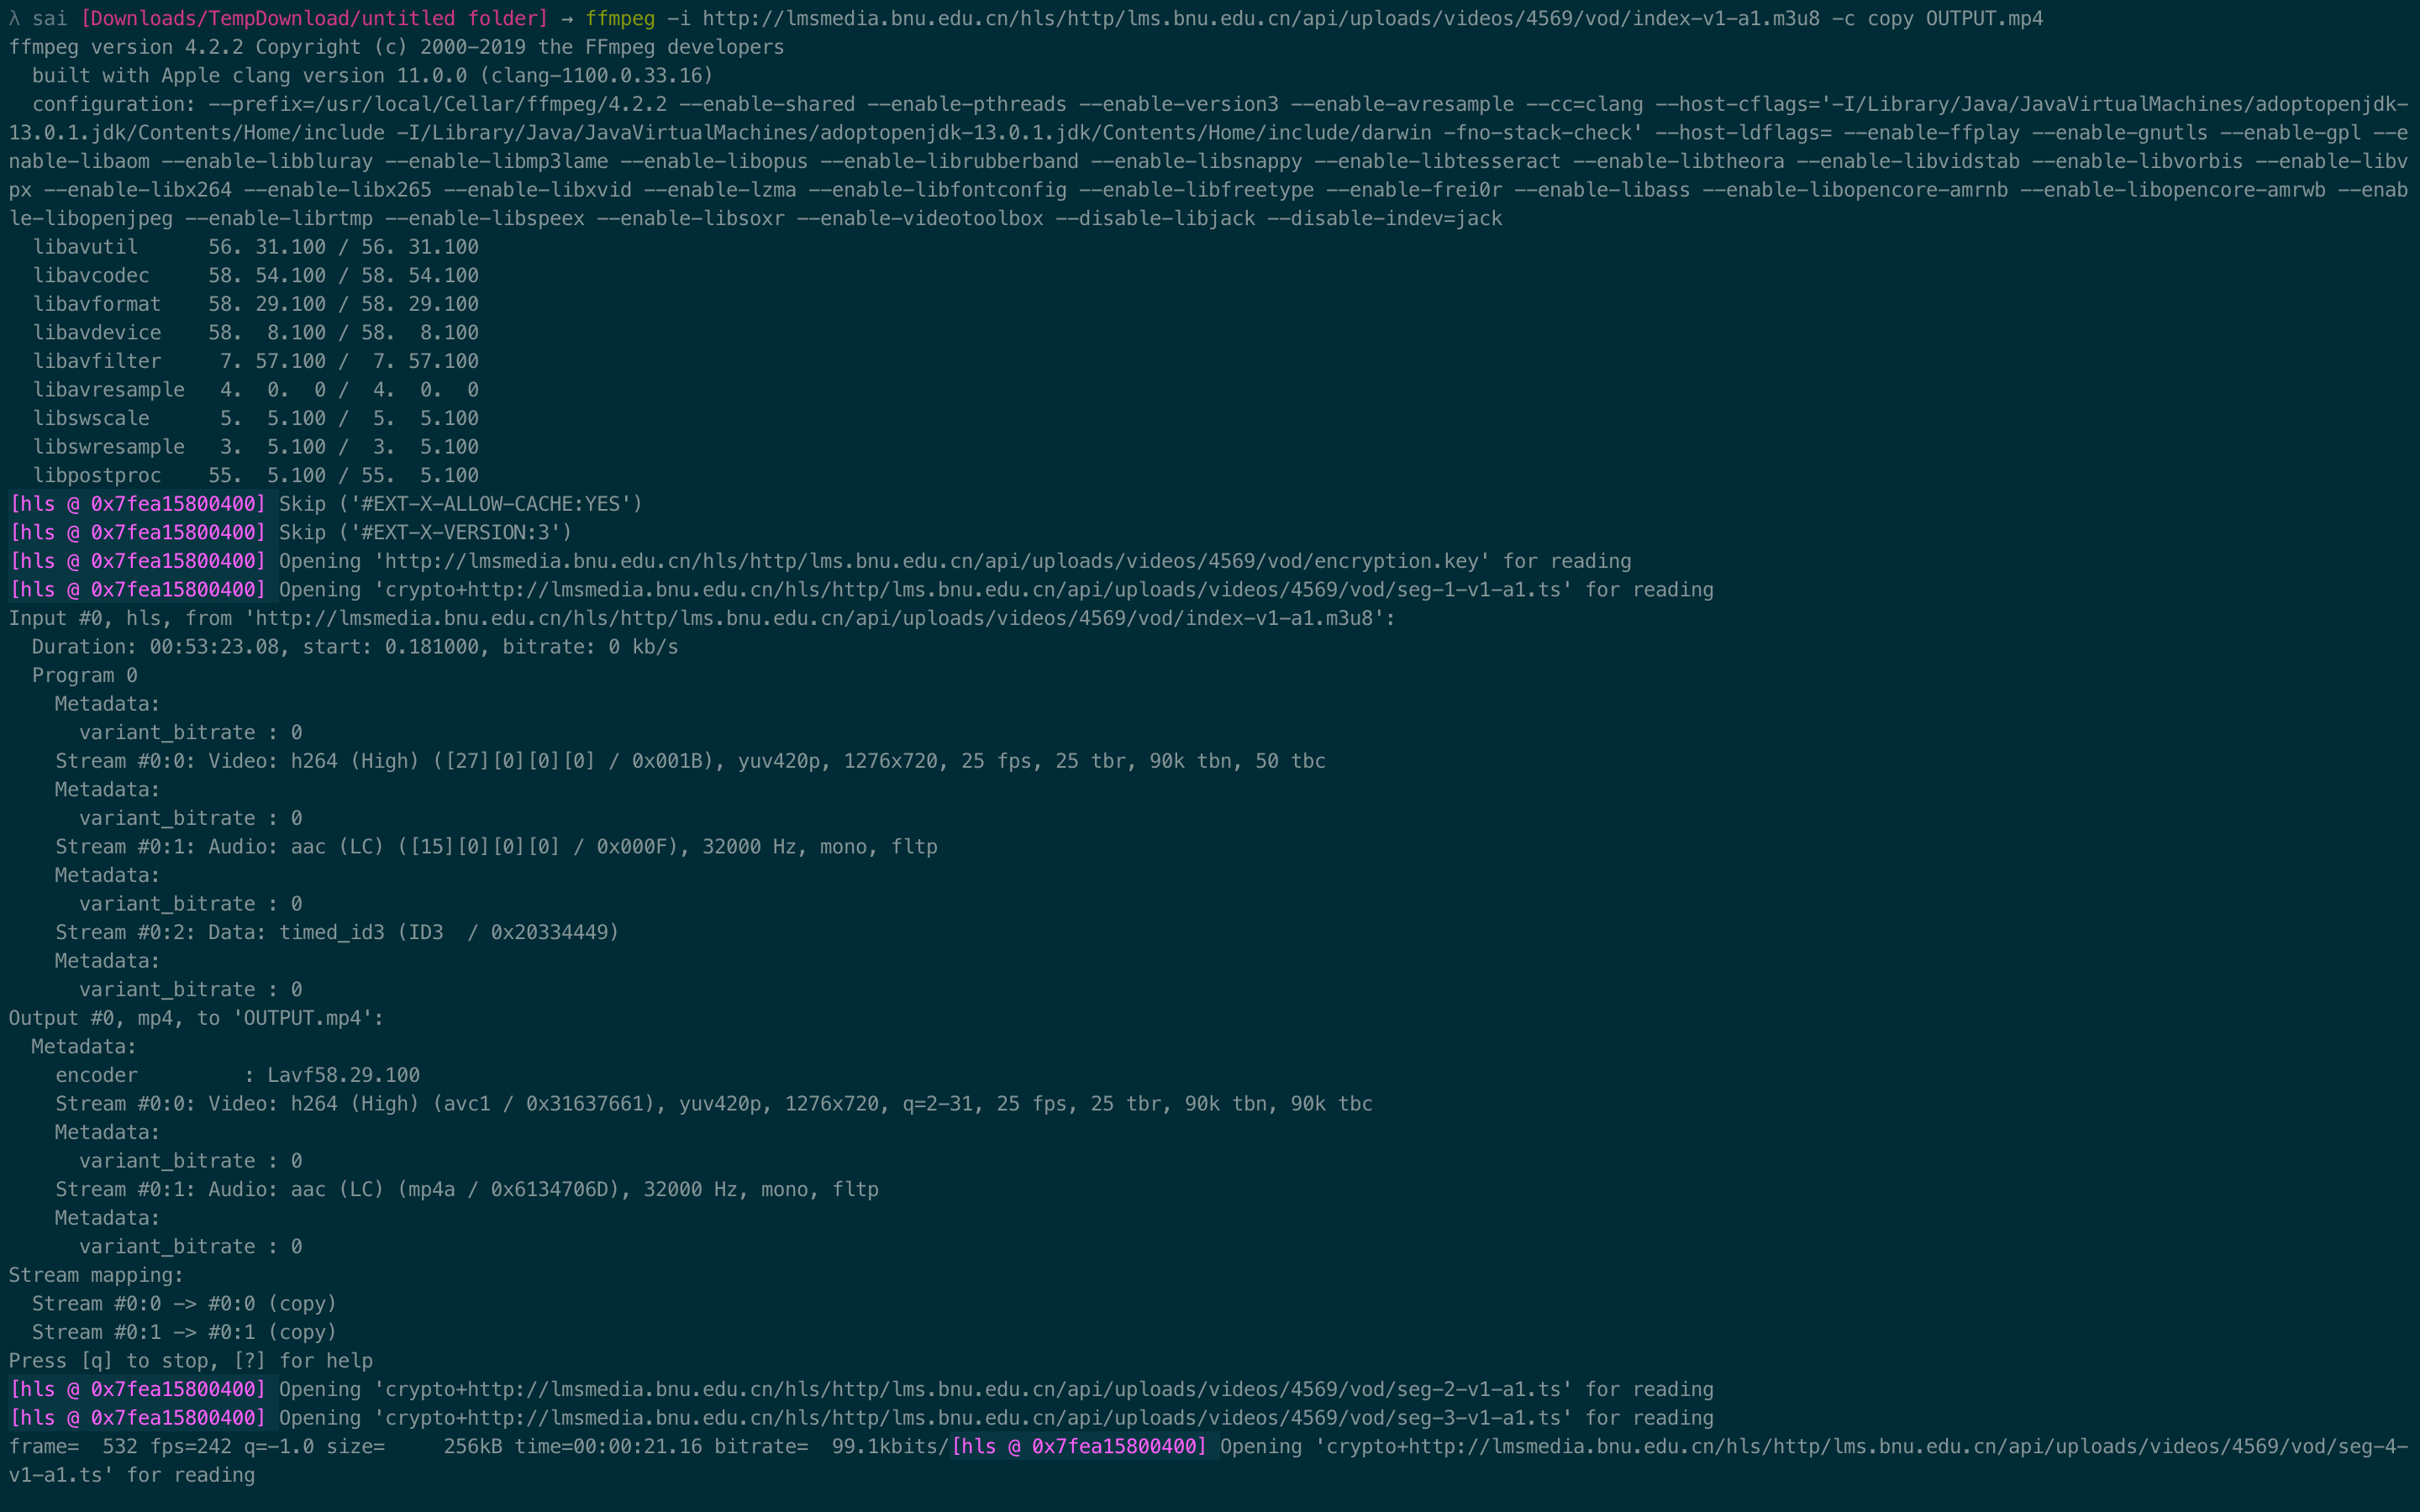 λ sai [Downloads/TempDownload/untitled folder] → ffmpeg -i http://lmsmedia.bnu.edu.cn/hls/http/lms.bnu.edu.cn/api/uploads/videos/4569/vod/index-v1-a1.m3u8 -c copy OUTPUT.mp4
ffmpeg version 4.2.2 Copyright (c) 2000-2019 the FFmpeg developers
  built with Apple clang version 11.0.0 (clang-1100.0.33.16)
  configuration: --prefix=/usr/local/Cellar/ffmpeg/4.2.2 --enable-shared --enable-pthreads --enable-version3 --enable-avresample --cc=clang --host-cflags='-I/Library/Java/JavaVirtualMachines/adoptopenjdk-
13.0.1.jdk/Contents/Home/include -I/Library/Java/JavaVirtualMachines/adoptopenjdk-13.0.1.jdk/Contents/Home/include/darwin -fno-stack-check' --host-ldflags= --enable-ffplay --enable-gnutls --enable-gpl --e
nable-libaom --enable-libbluray --enable-libmp3lame --enable-libopus --enable-librubberband --enable-libsnappy --enable-libtesseract --enable-libtheora --enable-libvidstab --enable-libvorbis --enable-libv
px --enable-libx264 --enable-libx265 --enable-libxvid --enable-lzma --enable-libfontconfig --enable-libfreetype --enable-frei0r --enable-libass --enable-libopencore-amrnb --enable-libopencore-amrwb --enab
le-libopenjpeg --enable-librtmp --enable-libspeex --enable-libsoxr --enable-videotoolbox --disable-libjack --disable-indev=jack
  libavutil      56. 31.100 / 56. 31.100
  libavcodec     58. 54.100 / 58. 54.100
  libavformat    58. 29.100 / 58. 29.100
  libavdevice    58.  8.100 / 58.  8.100
  libavfilter     7. 57.100 /  7. 57.100
  libavresample   4.  0.  0 /  4.  0.  0
  libswscale      5.  5.100 /  5.  5.100
  libswresample   3.  5.100 /  3.  5.100
  libpostproc    55.  5.100 / 55.  5.100
[hls @ 0x7fea15800400] Skip ('#EXT-X-ALLOW-CACHE:YES')
[hls @ 0x7fea15800400] Skip ('#EXT-X-VERSION:3')
[hls @ 0x7fea15800400] Opening 'http://lmsmedia.bnu.edu.cn/hls/http/lms.bnu.edu.cn/api/uploads/videos/4569/vod/encryption.key' for reading
[hls @ 0x7fea15800400] Opening 'crypto+http://lmsmedia.bnu.edu.cn/hls/http/lms.bnu.edu.cn/api/uploads/videos/4569/vod/seg-1-v1-a1.ts' for reading
Input #0, hls, from 'http://lmsmedia.bnu.edu.cn/hls/http/lms.bnu.edu.cn/api/uploads/videos/4569/vod/index-v1-a1.m3u8':
  Duration: 00:53:23.08, start: 0.181000, bitrate: 0 kb/s
  Program 0
    Metadata:
      variant_bitrate : 0
    Stream #0:0: Video: h264 (High) ([27][0][0][0] / 0x001B), yuv420p, 1276x720, 25 fps, 25 tbr, 90k tbn, 50 tbc
    Metadata:
      variant_bitrate : 0
    Stream #0:1: Audio: aac (LC) ([15][0][0][0] / 0x000F), 32000 Hz, mono, fltp
    Metadata:
      variant_bitrate : 0
    Stream #0:2: Data: timed_id3 (ID3  / 0x20334449)
    Metadata:
      variant_bitrate : 0
Output #0, mp4, to 'OUTPUT.mp4':
  Metadata:
    encoder         : Lavf58.29.100
    Stream #0:0: Video: h264 (High) (avc1 / 0x31637661), yuv420p, 1276x720, q=2-31, 25 fps, 25 tbr, 90k tbn, 90k tbc
    Metadata:
      variant_bitrate : 0
    Stream #0:1: Audio: aac (LC) (mp4a / 0x6134706D), 32000 Hz, mono, fltp
    Metadata:
      variant_bitrate : 0
Stream mapping:
  Stream #0:0 -> #0:0 (copy)
  Stream #0:1 -> #0:1 (copy)
Press [q] to stop, [?] for help
[hls @ 0x7fea15800400] Opening 'crypto+http://lmsmedia.bnu.edu.cn/hls/http/lms.bnu.edu.cn/api/uploads/videos/4569/vod/seg-2-v1-a1.ts' for reading
[hls @ 0x7fea15800400] Opening 'crypto+http://lmsmedia.bnu.edu.cn/hls/http/lms.bnu.edu.cn/api/uploads/videos/4569/vod/seg-3-v1-a1.ts' for reading
frame=  532 fps=242 q=-1.0 size=     256kB time=00:00:21.16 bitrate=  99.1kbits/[hls @ 0x7fea15800400] Opening 'crypto+http://lmsmedia.bnu.edu.cn/hls/http/lms.bnu.edu.cn/api/uploads/videos/4569/vod/seg-4-
v1-a1.ts' for reading